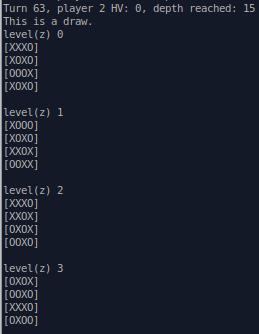 Turn 63, player 2 HV: 0, depth reached: 15
This is a draw.
level(z) 0
[XXXO]
[XOXO]
[OOOX]
[XOXO]
level(z) 1
[XOOO]
[XOXO]
[XXOX]
[OOXX]
level(z) 2
[XXXO]
[XXOX]
[OXOX]
[OOXO]
level(z) 3
[OXOX]
[OOXO]
[XXXO]
[OXOO]